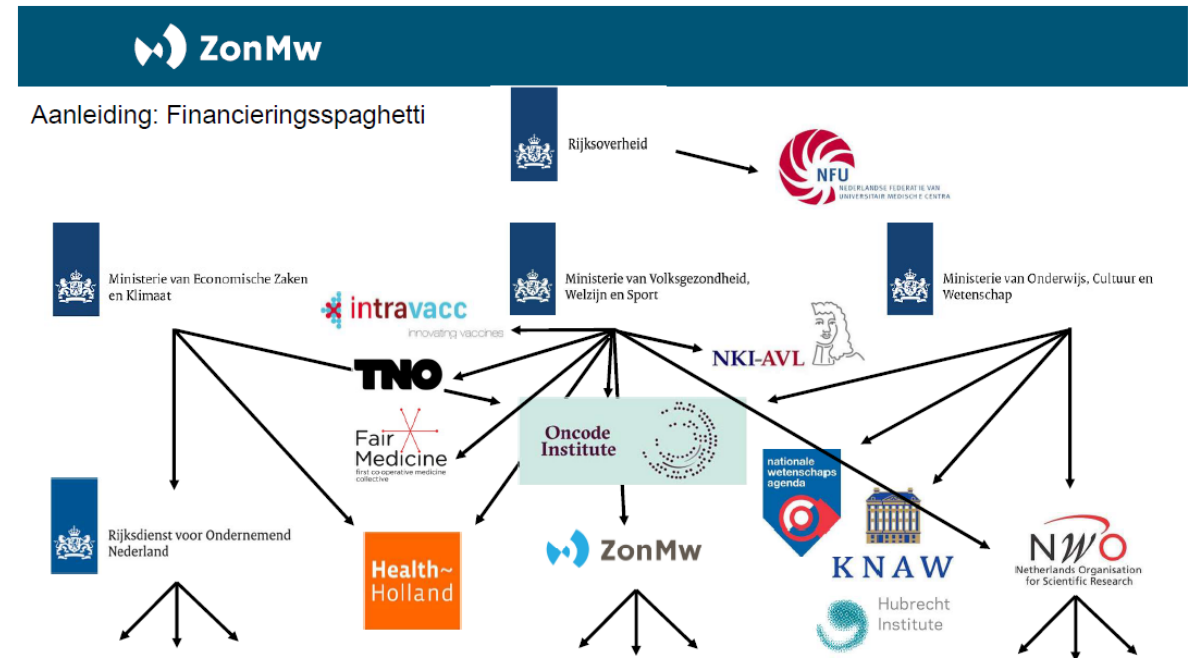 ZonMw
Aanleiding: Financieringsspaghetti
Rijksoverheid
NFU
NEDERLANDSE FEDERATIE VAN
UNIVERSITAIR MEDISCHE CENTRA
Ministerie van Economische Zaken
en Klimaat
Ministerie van Volksgezondheid,
Welzijn en Sport
Ministerie van Onderwijs, Cultuur en
Wetenschap
intravacc
innovating vaccines
NKI-AVL
TNO
Fair
Medicine
first co-operative medicine
collective
Oncode
Institute
nationale
wetenschaps
agenda
Rijksdienst voor Ondernemend
Nederland
Health~
Holland
ZonMw
KNAW
NWO
Netherlands Organisation
for Scientific Research
Hubrecht
Institute